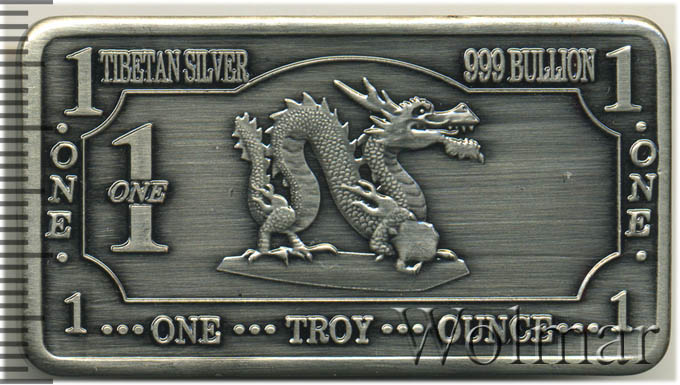 1 TIBETAN SILVER 999 BULLION 1
·ONE·
1
ONE
·ONE·
1 ••• ONE ••• TROY ••• OUNCE ••• 1
Wolmar